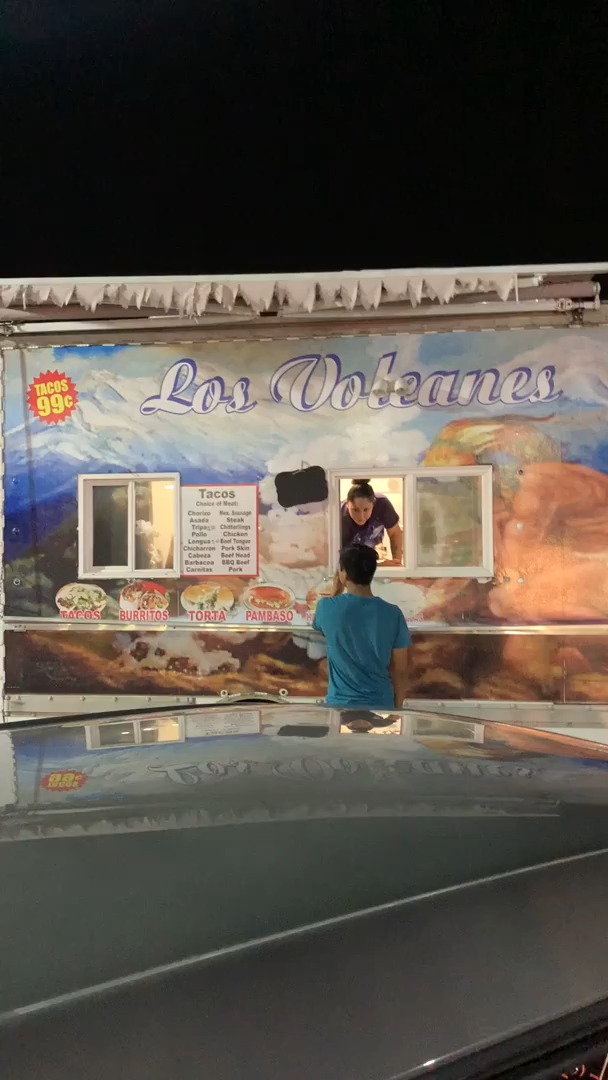 Los Volcanes
TACOS
99¢
Tacos
Choice of Meat:
Chorizo Mex. Sausage
Asada Steak
Tripa Chitterlings
Pollo Chicken
Lengua Beef Tongue
Chicharron Pork Skin
Cabeza Beef Head
Barbacoa BBQ Beef
Carnitas Pork
TACOS BURRITOS TORTA PAMBASO